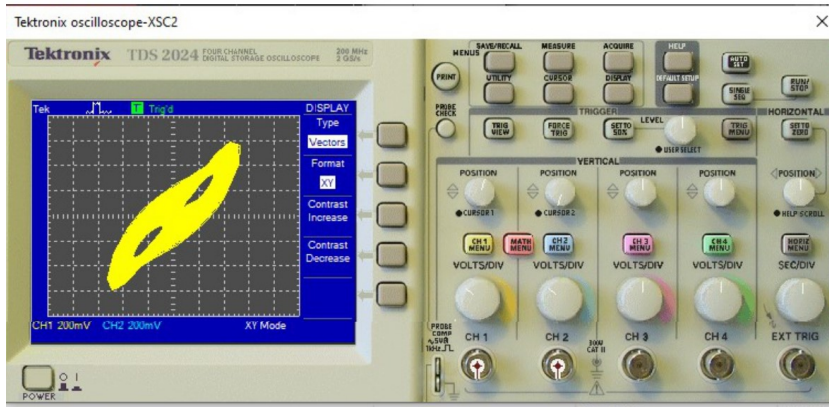 Tektronix oscilloscope-XSC2
Tektronix TDS 2024 FOUR CHANNEL DIGITAL STORAGE OSCILLOSCOPE 200 MHz 2 GS/s
Tek T Trig'd DISPLAY
Type
Vectors
Format
XY
Contrast
Increase
Contrast
Decrease
CH1 200mV CH2 200mV XY Mode
POWER
MENUS
SAVE/RECALL MEASURE ACQUIRE HELP
AUTO SET
PRINT
UTILITY CURSOR DISPLAY DEFAULT SETUP
SINGLE SEQ
RUN/STOP
PROBE CHECK
TRIGGER HORIZONTAL
TRIG VIEW FORCE TRIG SET TO 50% LEVEL TRIG MENU SET TO ZERO
USER SELECT
VERTICAL
POSITION POSITION POSITION POSITION POSITION
CURSOR 1 CURSOR 2 HELP SCROLL
CH 1 MENU MATH MENU CH 2 MENU CH 3 MENU CH 4 MENU HORIZ MENU
VOLTS/DIV VOLTS/DIV VOLTS/DIV VOLTS/DIV SEC/DIV
PROBE COMP
~5V
1kHz
CH 1 CH 2 CH 3 CH 4 EXT TRIG
300V
CAT II